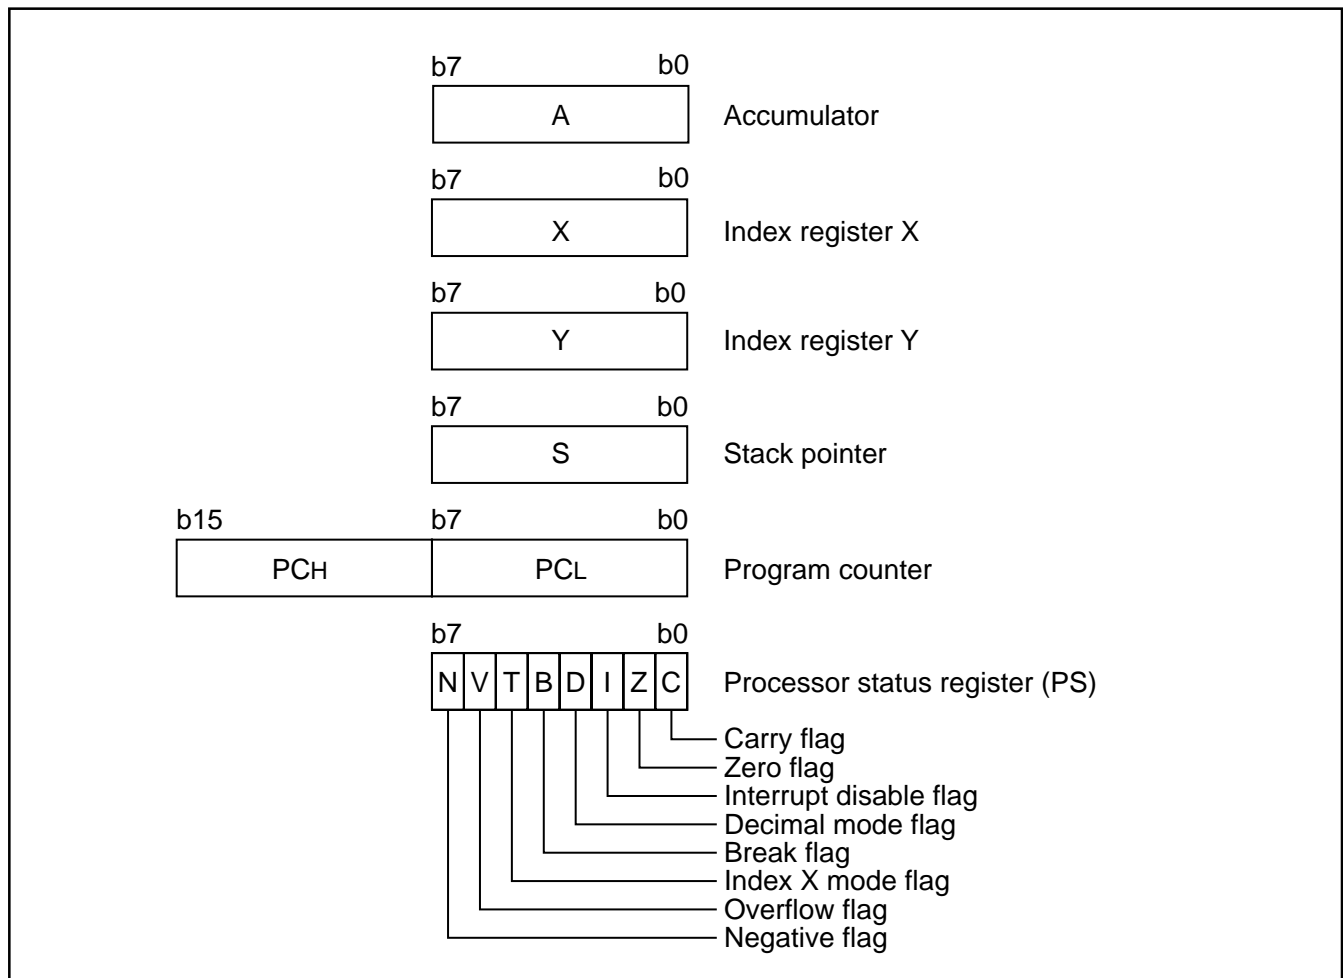 b7 b0
A Accumulator
b7 b0
X Index register X
b7 b0
Y Index register Y
b7 b0
S Stack pointer
b15 b7 b0
PCH PCL Program counter
b7 b0
N V T B D I Z C Processor status register (PS)
Carry flag
Zero flag
Interrupt disable flag
Decimal mode flag
Break flag
Index X mode flag
Overflow flag
Negative flag